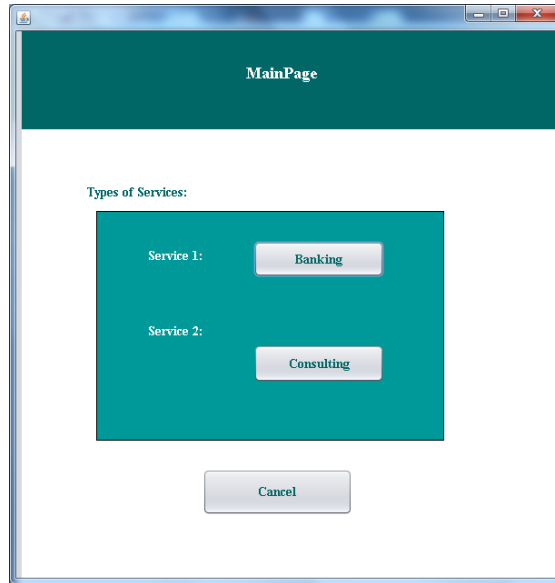 MainPage
Types of Services:
Service 1:
Banking
Service 2:
Consulting
Cancel